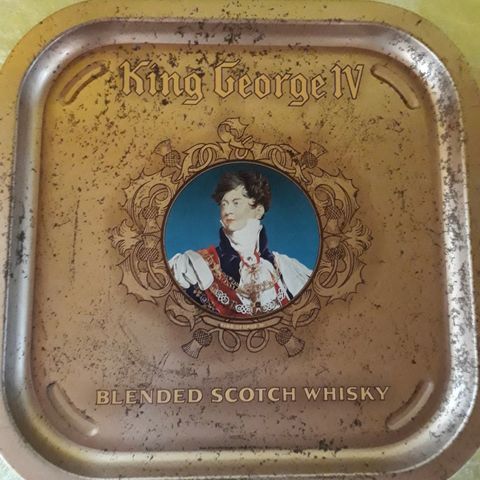 King George IV
BLENDED SCOTCH WHISKY